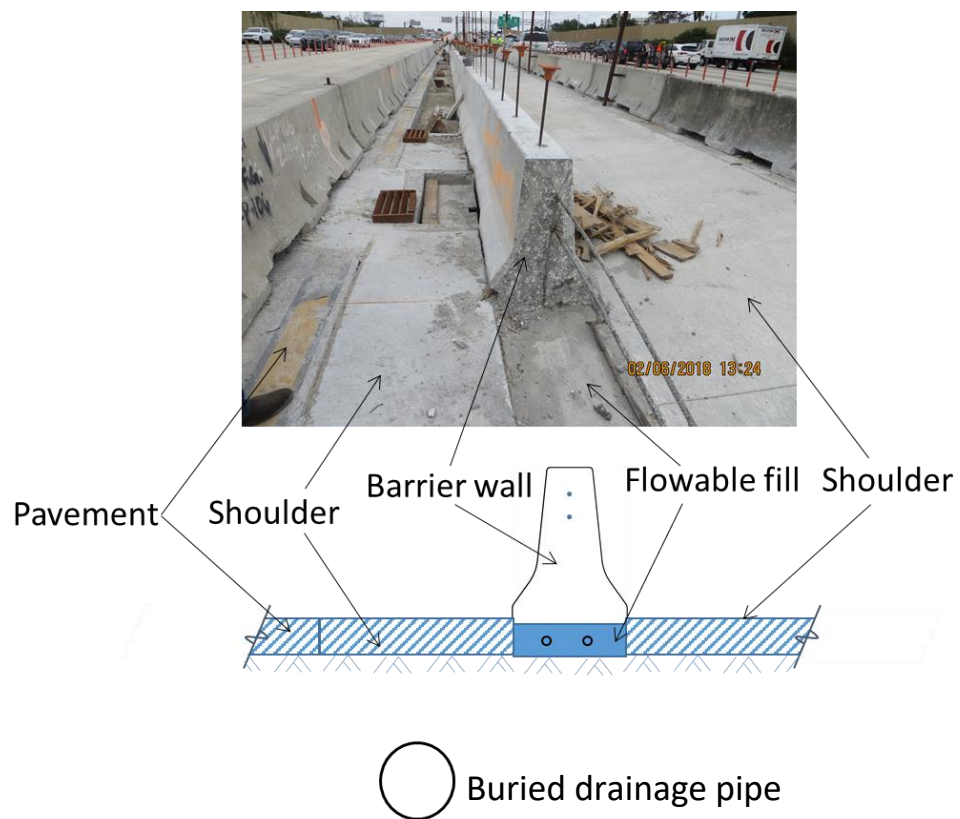 02/06/2018 13:24
Pavement
Shoulder
Barrier wall
Flowable fill
Shoulder
Buried drainage pipe